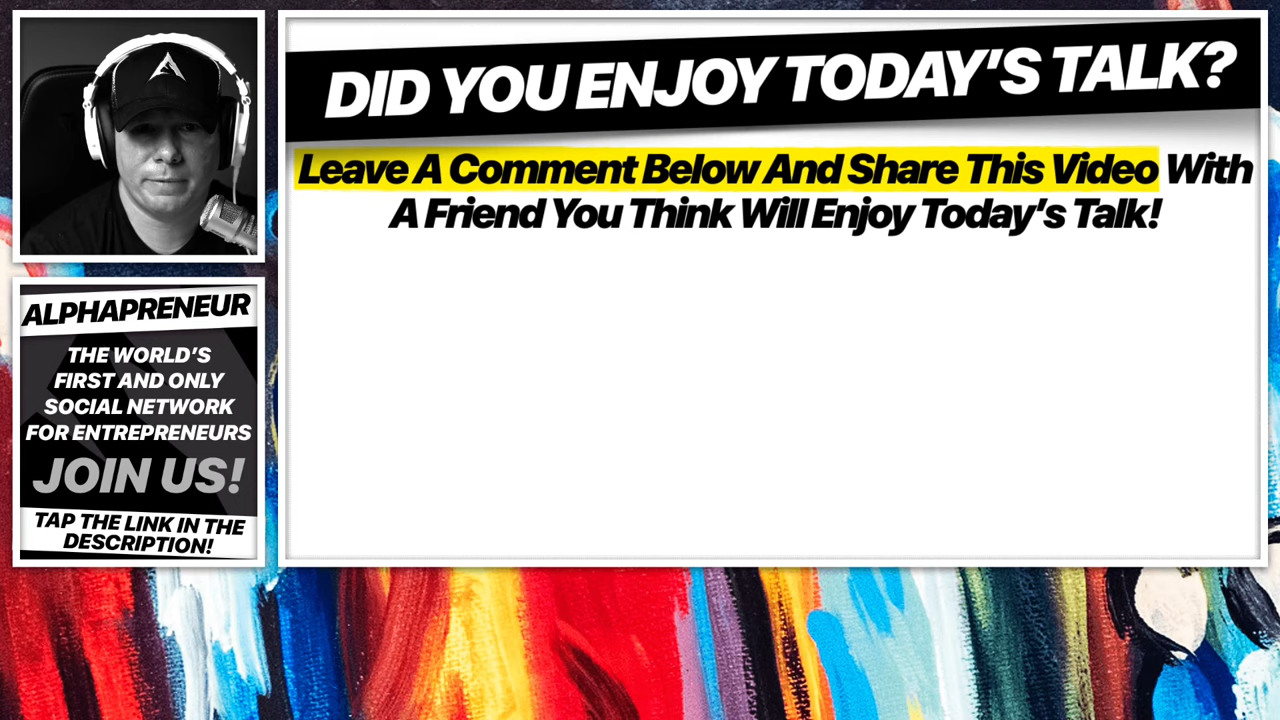 DID YOU ENJOY TODAY'S TALK?
Leave A Comment Below And Share This Video With
A Friend You Think Will Enjoy Today's Talk!
ALPHAPRENEUR
THE WORLD'S
FIRST AND ONLY
SOCIAL NETWORK
FOR ENTREPRENEURS
JOIN US!
TAP THE LINK IN THE
DESCRIPTION!